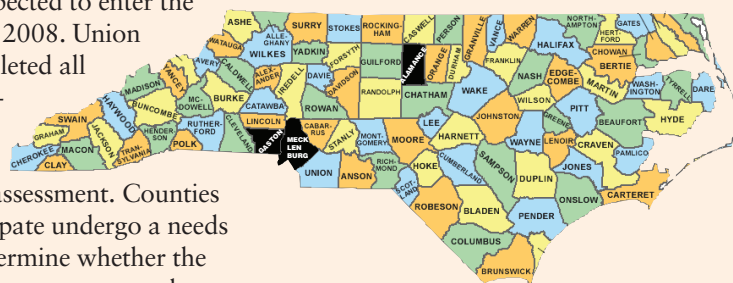 pected to enter the
2008. Union
leted all
assessment. Counties
pate undergo a needs
ermine whether the
ASHE
ALLE-
GHANY
SURRY
STOKES
ROCKING-
HAM
CASWELL
PERSON
GRANVILLE
VANCE
WARREN
NORTH-
AMPTON
HERT-
FORD
GATES
WATAUGA
WILKES
YADKIN
FORSYTH
GUILFORD
ALAMANCE
ORANGE
DURHAM
FRANKLIN
HALIFAX
CHOWAN
BERTIE
AVERY
CALDWELL
ALEX-
ANDER
IREDELL
DAVIE
DAVIDSON
RANDOLPH
CHATHAM
WAKE
NASH
EDGE-
COMBE
MARTIN
WASH-
INGTON
TYRRELL
DARE
MADISON
YANCEY
MC-
DOWELL
BURKE
CATAWBA
ROWAN
WILSON
PITT
BEAUFORT
HYDE
HAYWOOD
BUNCOMBE
RUTHER-
FORD
CLEVELAND
LINCOLN
GASTON
MECK
LEN
BURG
CABAR-
RUS
STANLY
MONT-
GOMERY
MOORE
LEE
HARNETT
JOHNSTON
WAYNE
GREENE
LENOIR
CRAVEN
PAMLICO
SWAIN
GRAHAM
JACKSON
HENDER-
SON
TRAN-
SYLVANIA
POLK
CHEROKEE
MACON
CLAY
UNION
ANSON
RICH-
MOND
HOKE
SCOT-
LAND
CUMBERLAND
SAMPSON
DUPLIN
JONES
CARTERET
ONSLOW
ROBESON
BLADEN
PENDER
COLUMBUS
BRUNSWICK